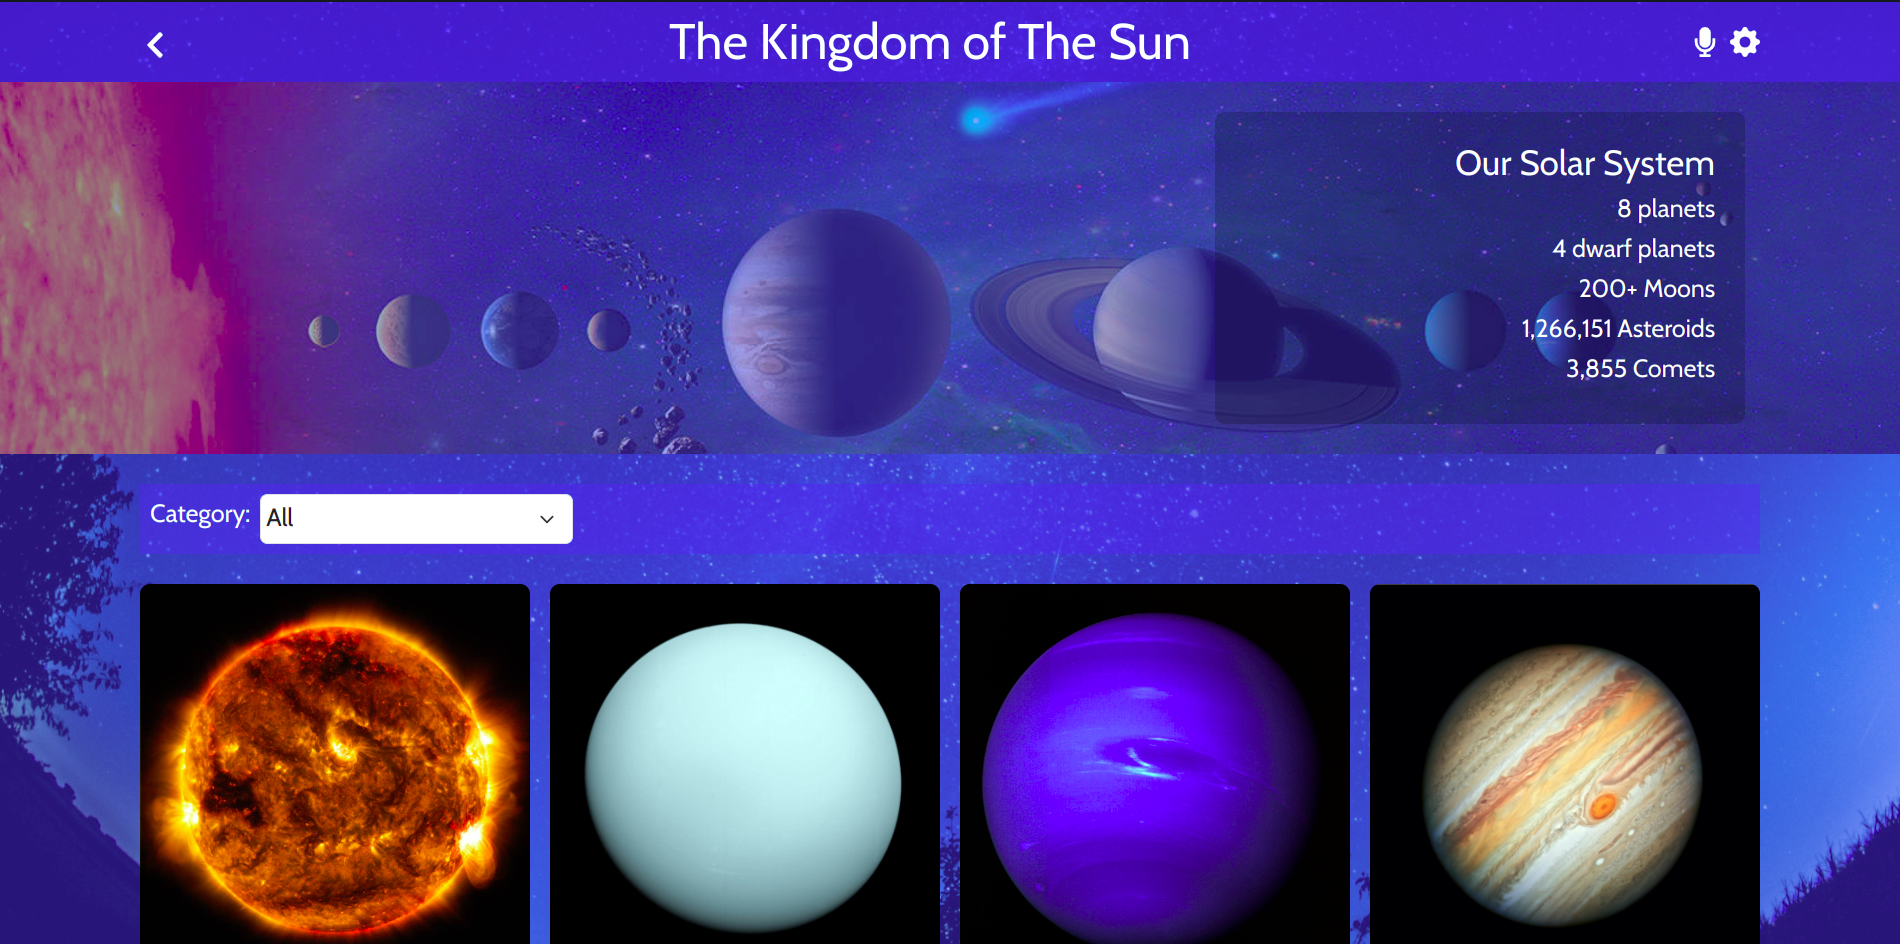 The Kingdom of The Sun
Our Solar System
8 planets
4 dwarf planets
200+ Moons
1,266,151 Asteroids
3,855 Comets
Category: All